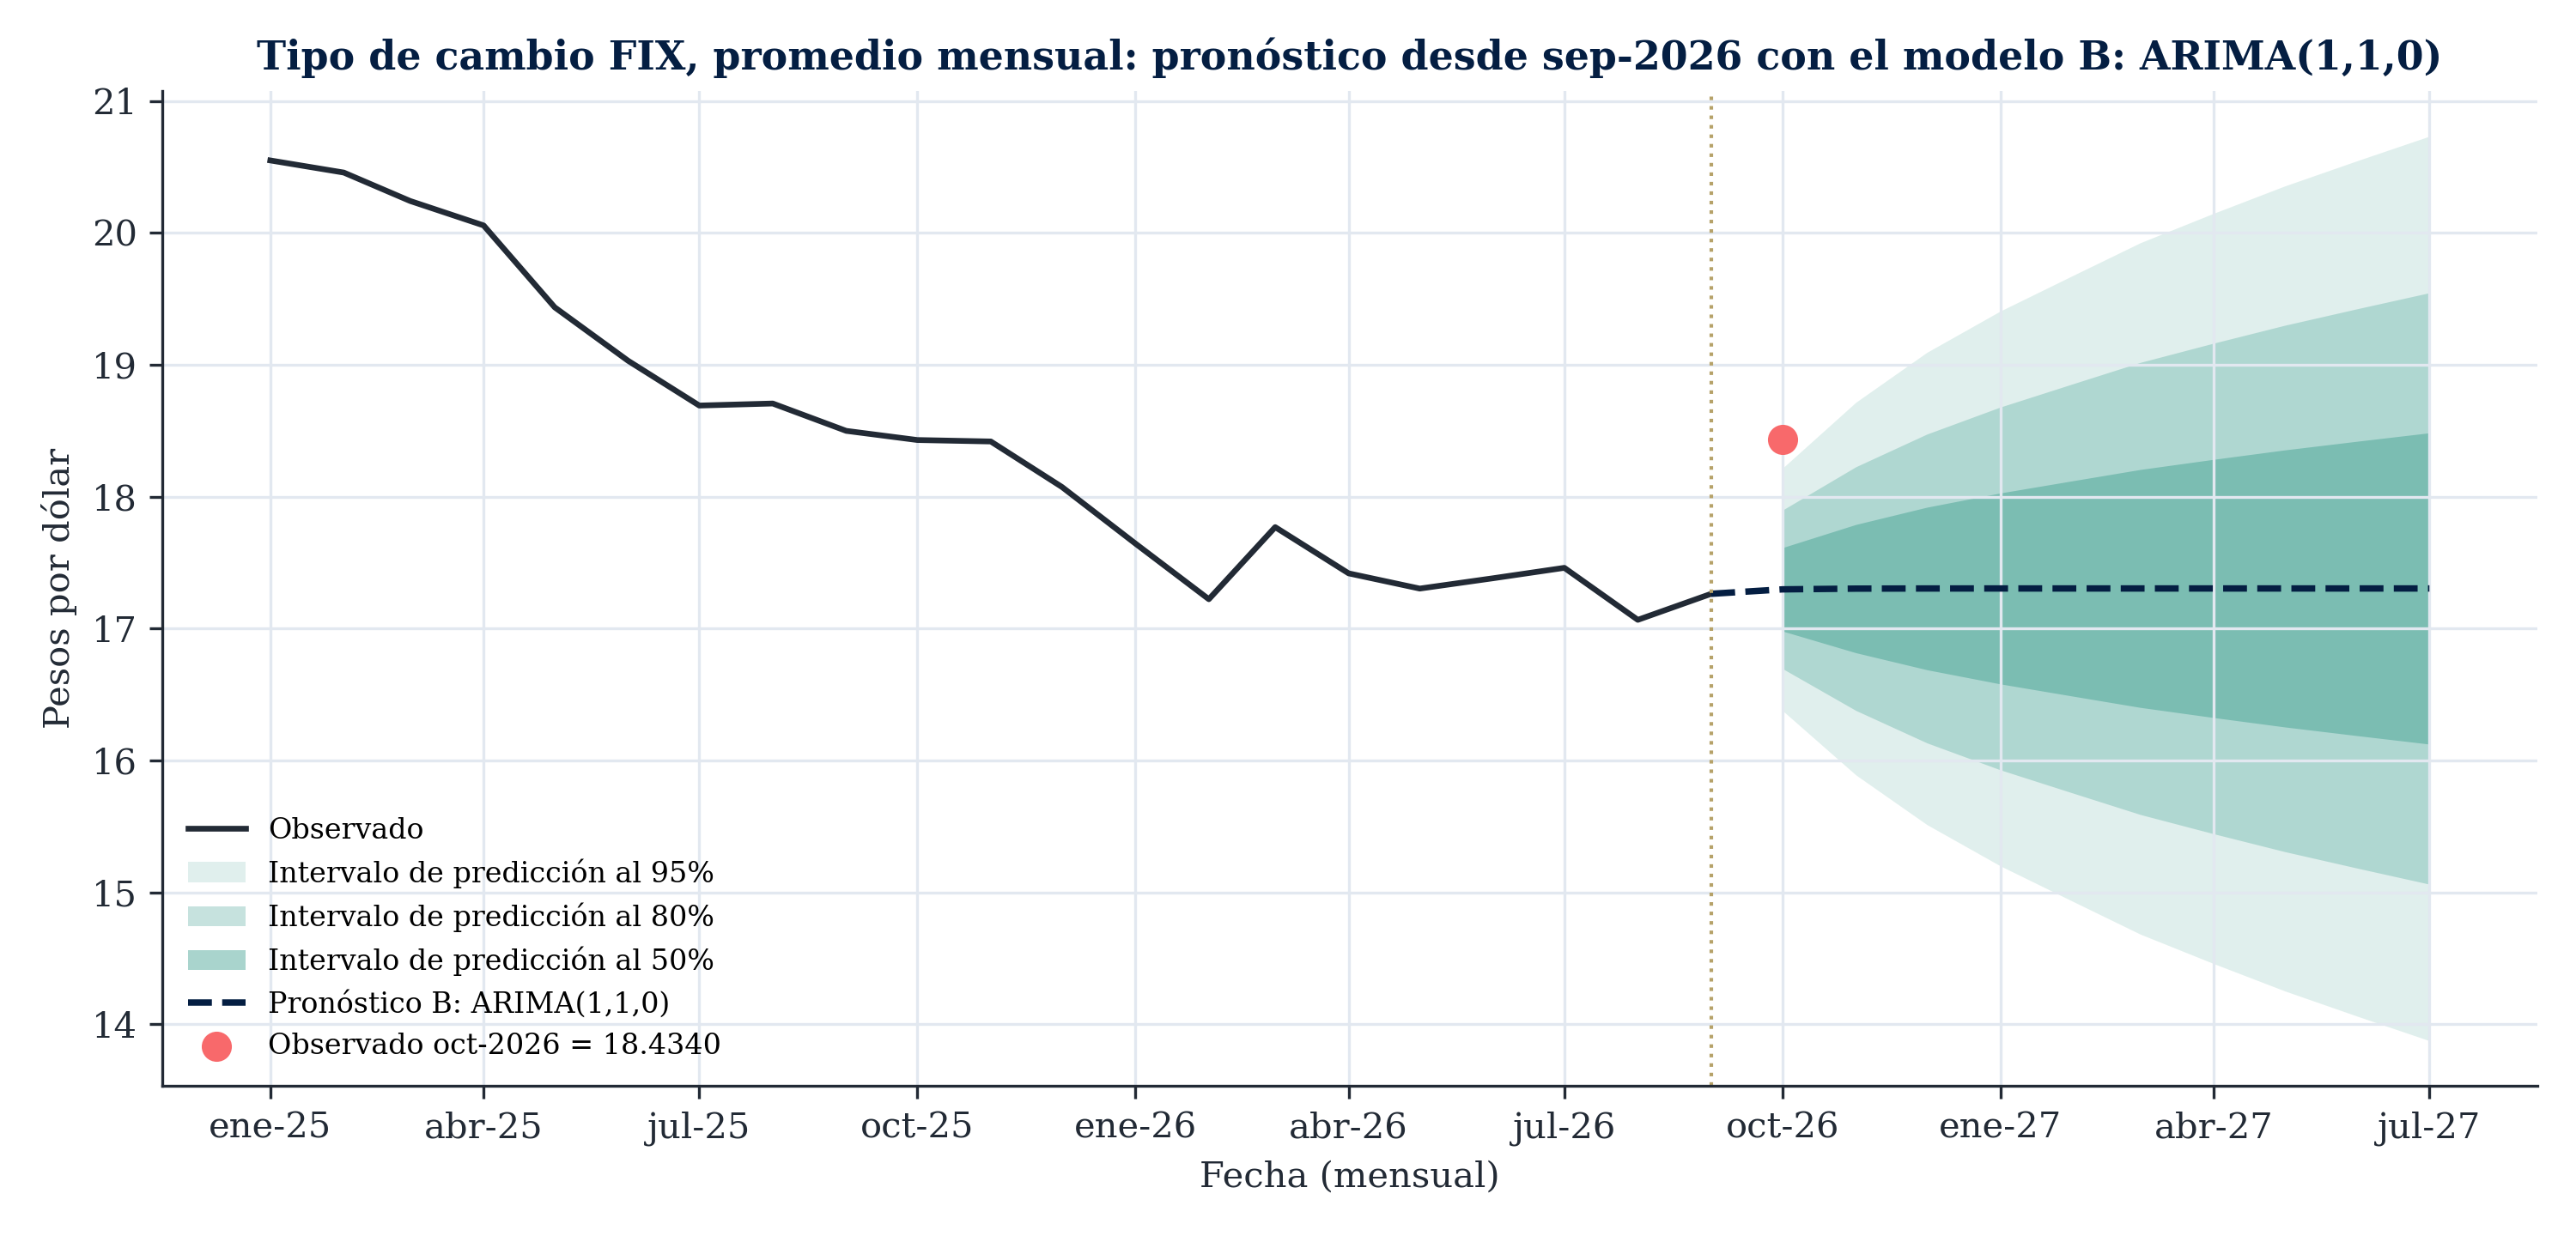 Tipo de cambio FIX, promedio mensual: pronóstico desde sep-2026 con el modelo B: ARIMA(1,1,0)
Pesos por dólar
21
20
19
18
17
16
15
14
Observado
Intervalo de predicción al 95%
Intervalo de predicción al 80%
Intervalo de predicción al 50%
Pronóstico B: ARIMA(1,1,0)
Observado oct-2026 = 18.4340
ene-25 abr-25 jul-25 oct-25 ene-26 abr-26 jul-26 oct-26 ene-27 abr-27 jul-27
Fecha (mensual)